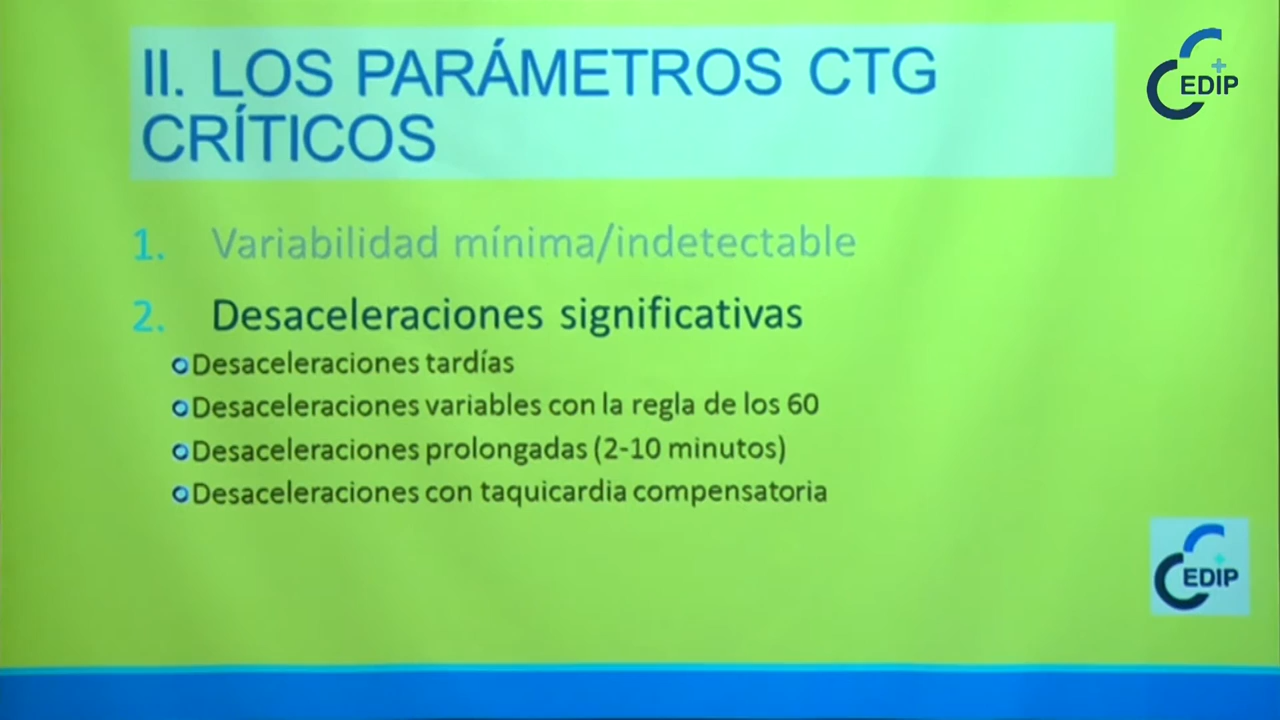 II. LOS PARÁMETROS CTG
CRÍTICOS
EDIP
1. Variabilidad mínima/indetectable
2. Desaceleraciones significativas
Desaceleraciones tardías
Desaceleraciones variables con la regla de los 60
Desaceleraciones prolongadas (2-10 minutos)
Desaceleraciones con taquicardia compensatoria
EDIP